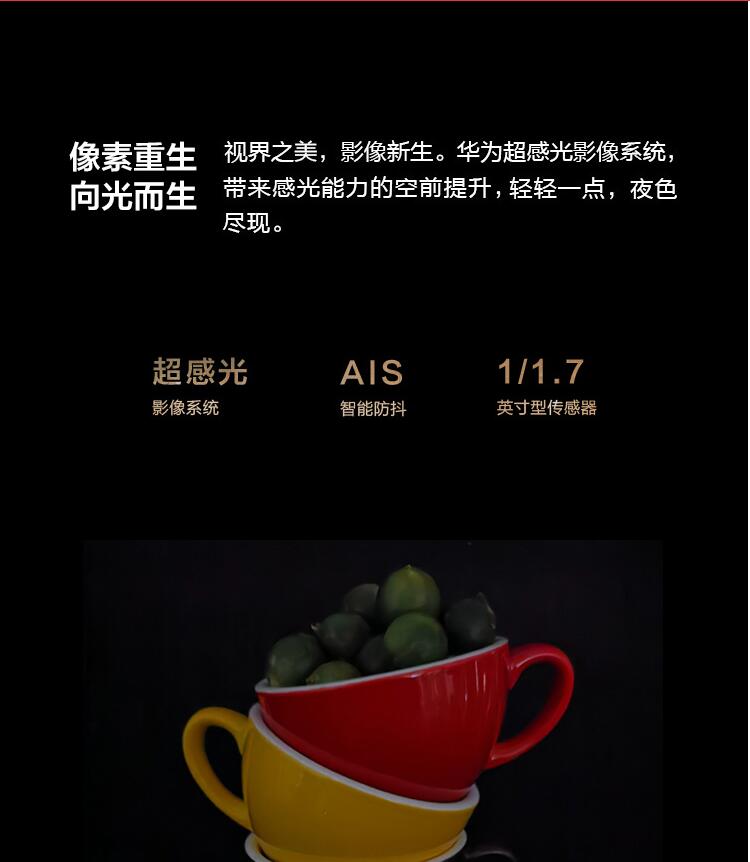 像素重生
向光而生
视界之美，影像新生。华为超感光影像系统，
带来感光能力的空前提升，轻轻一点，夜色
尽现。
超感光
影像系统
AIS
智能防抖
1/1.7
英寸型传感器